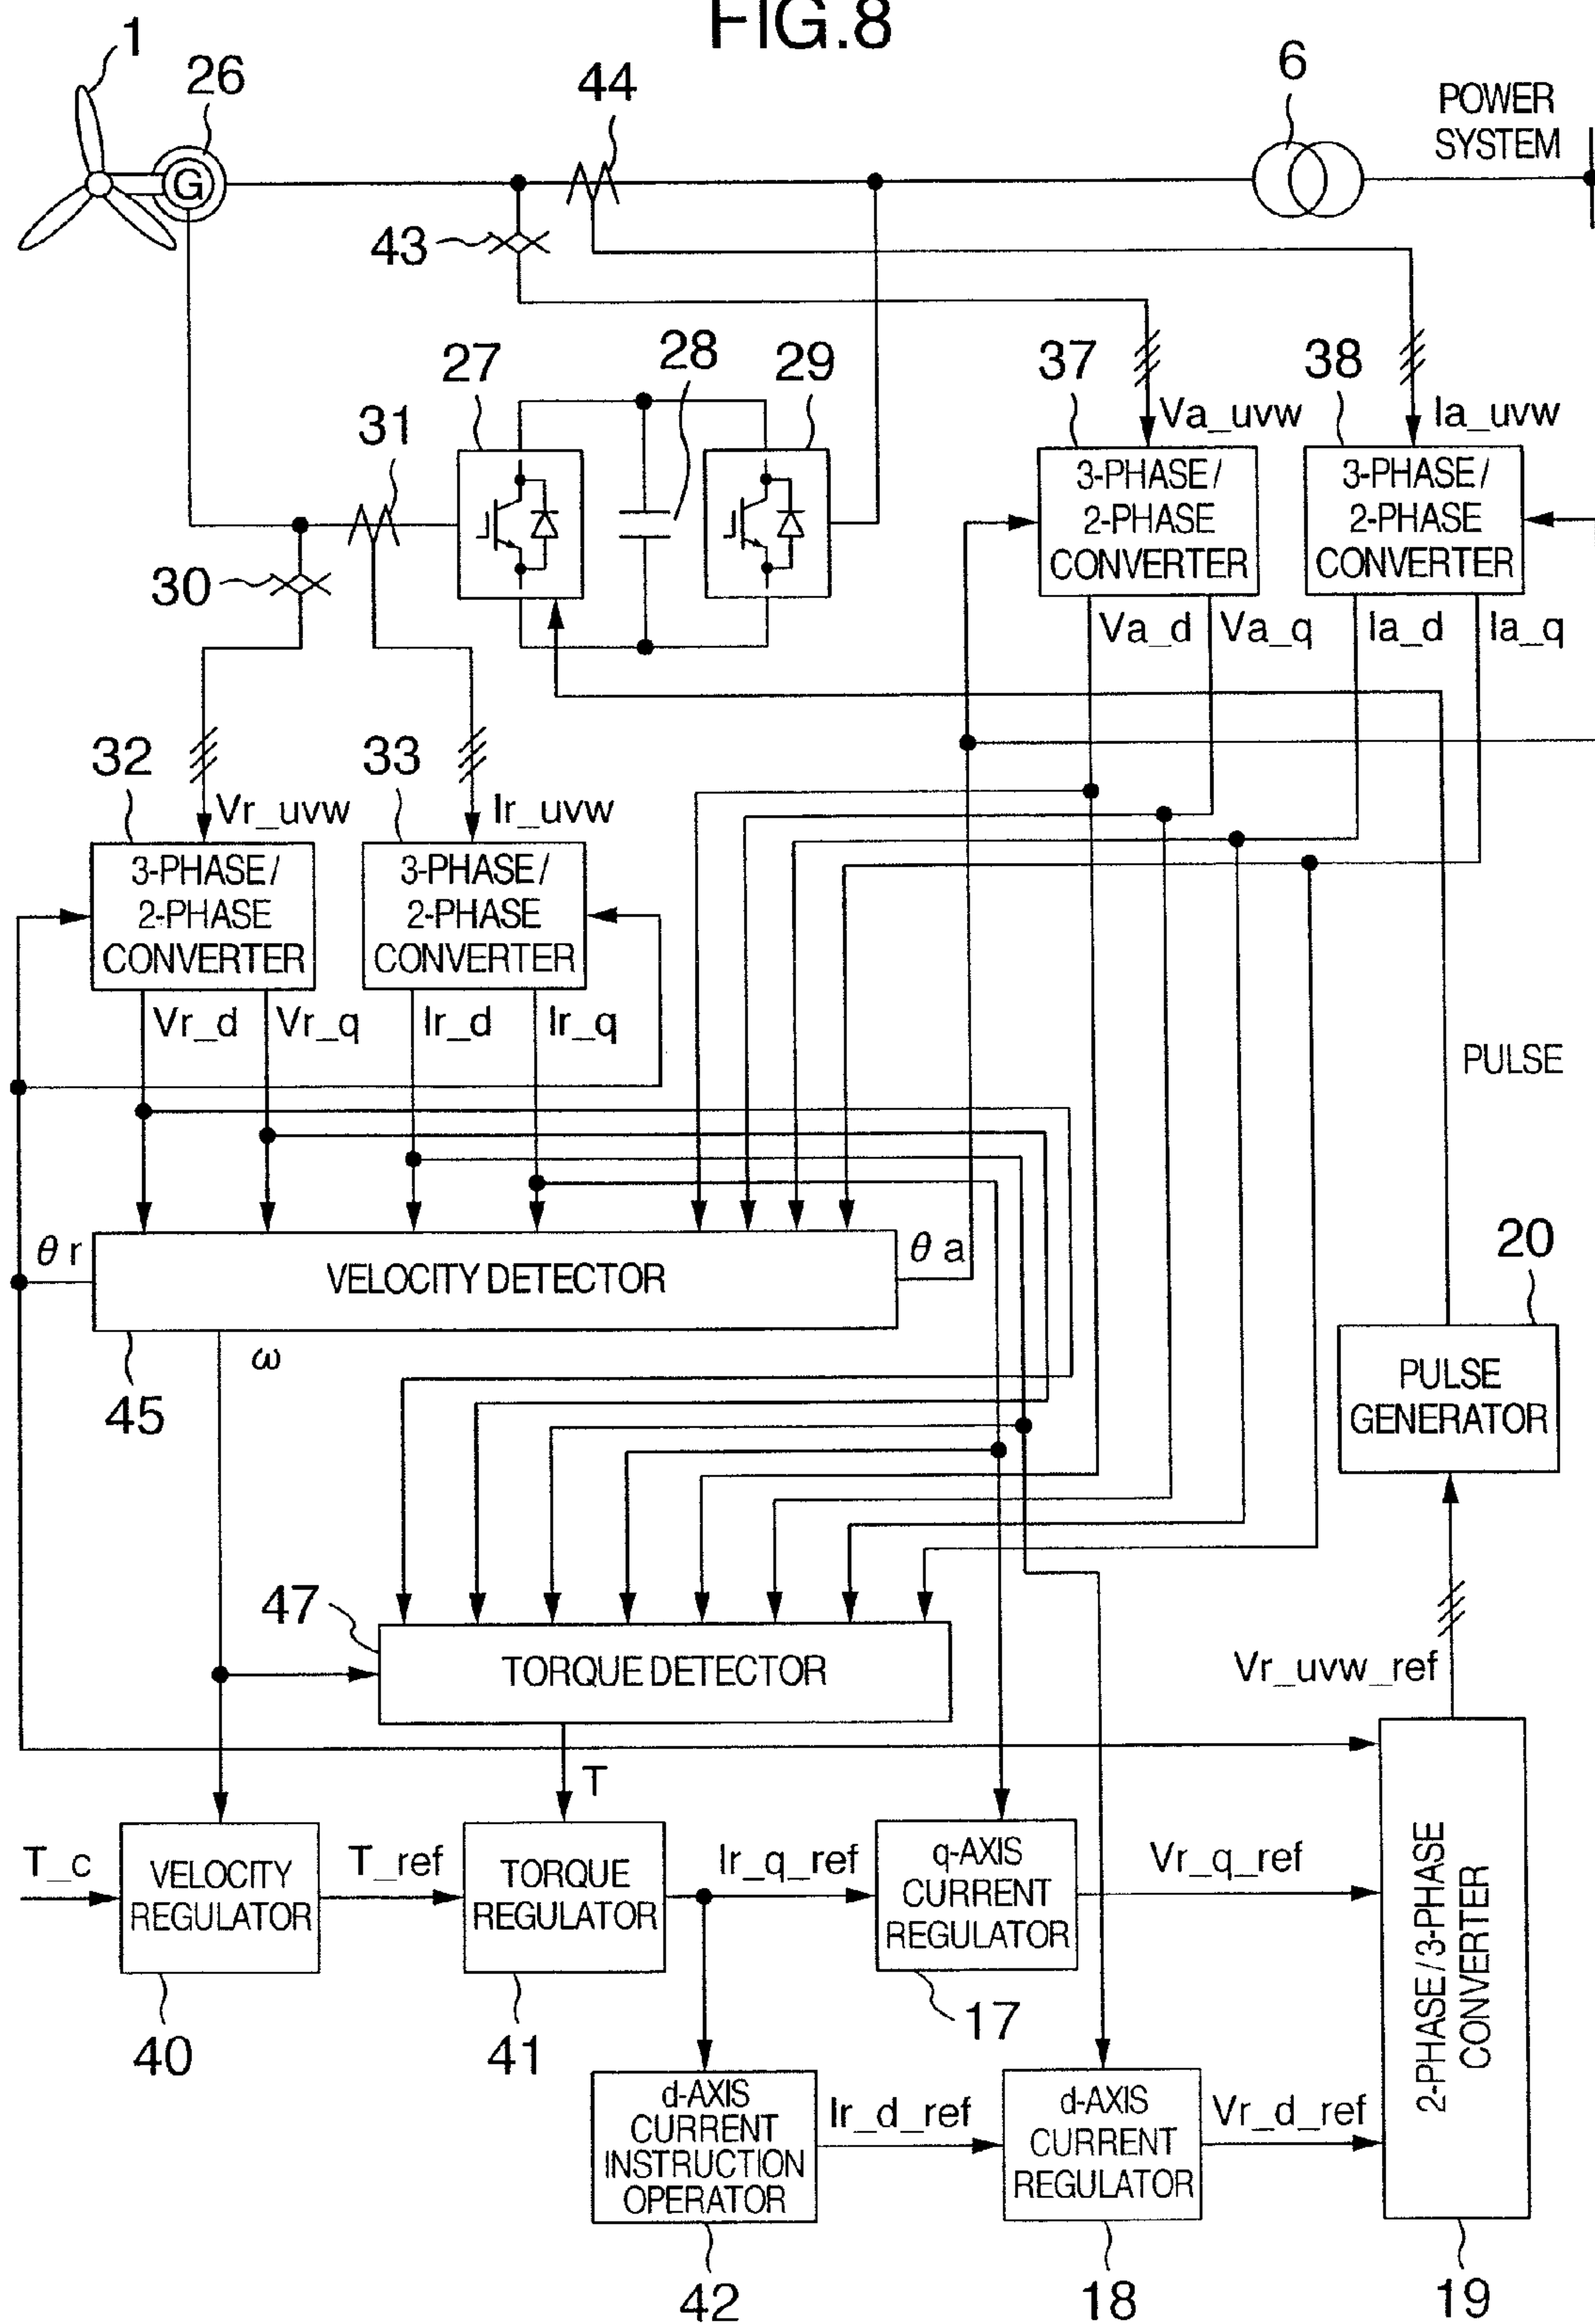 FIG.8
1
26
44
6
POWER
SYSTEM
G
43
27
28
29
37
38
31
Va_uvw
Ia_uvw
3-PHASE/
2-PHASE
CONVERTER
3-PHASE/
2-PHASE
CONVERTER
30
Va_d
Va_q
Ia_d
Ia_q
32
33
Vr_uvw
Ir_uvw
3-PHASE/
2-PHASE
CONVERTER
3-PHASE/
2-PHASE
CONVERTER
Vr_d
Vr_q
Ir_d
Ir_q
PULSE
θ r
VELOCITY DETECTOR
θ a
20
ω
45
PULSE
GENERATOR
47
TORQUE DETECTOR
Vr_uvw_ref
T
T_c
VELOCITY
REGULATOR
T_ref
TORQUE
REGULATOR
Ir_q_ref
q-AXIS
CURRENT
REGULATOR
Vr_q_ref
2-PHASE/3-PHASE
CONVERTER
40
41
17
d-AXIS
CURRENT
INSTRUCTION
OPERATOR
Ir_d_ref
d-AXIS
CURRENT
REGULATOR
Vr_d_ref
42
18
19